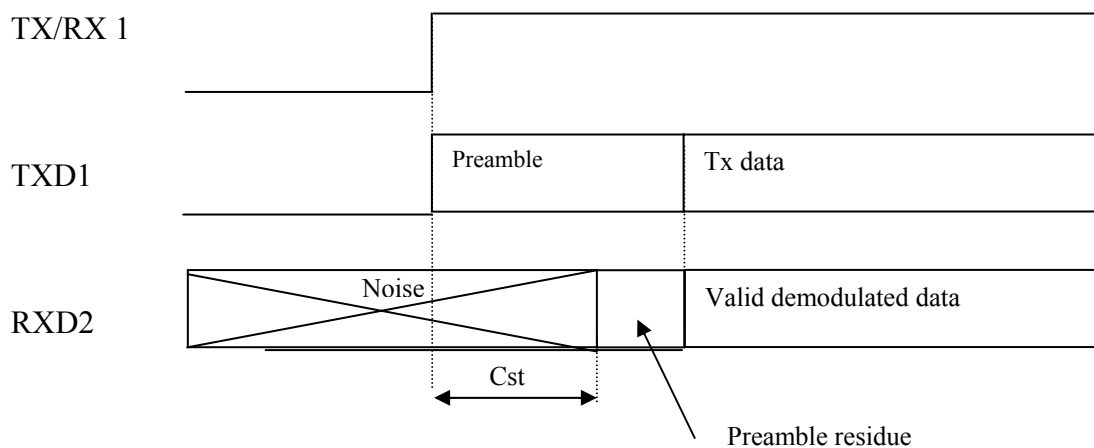 TX/RX 1
TXD1
Preamble
Tx data
RXD2
Noise
Valid demodulated data
Cst
Preamble residue